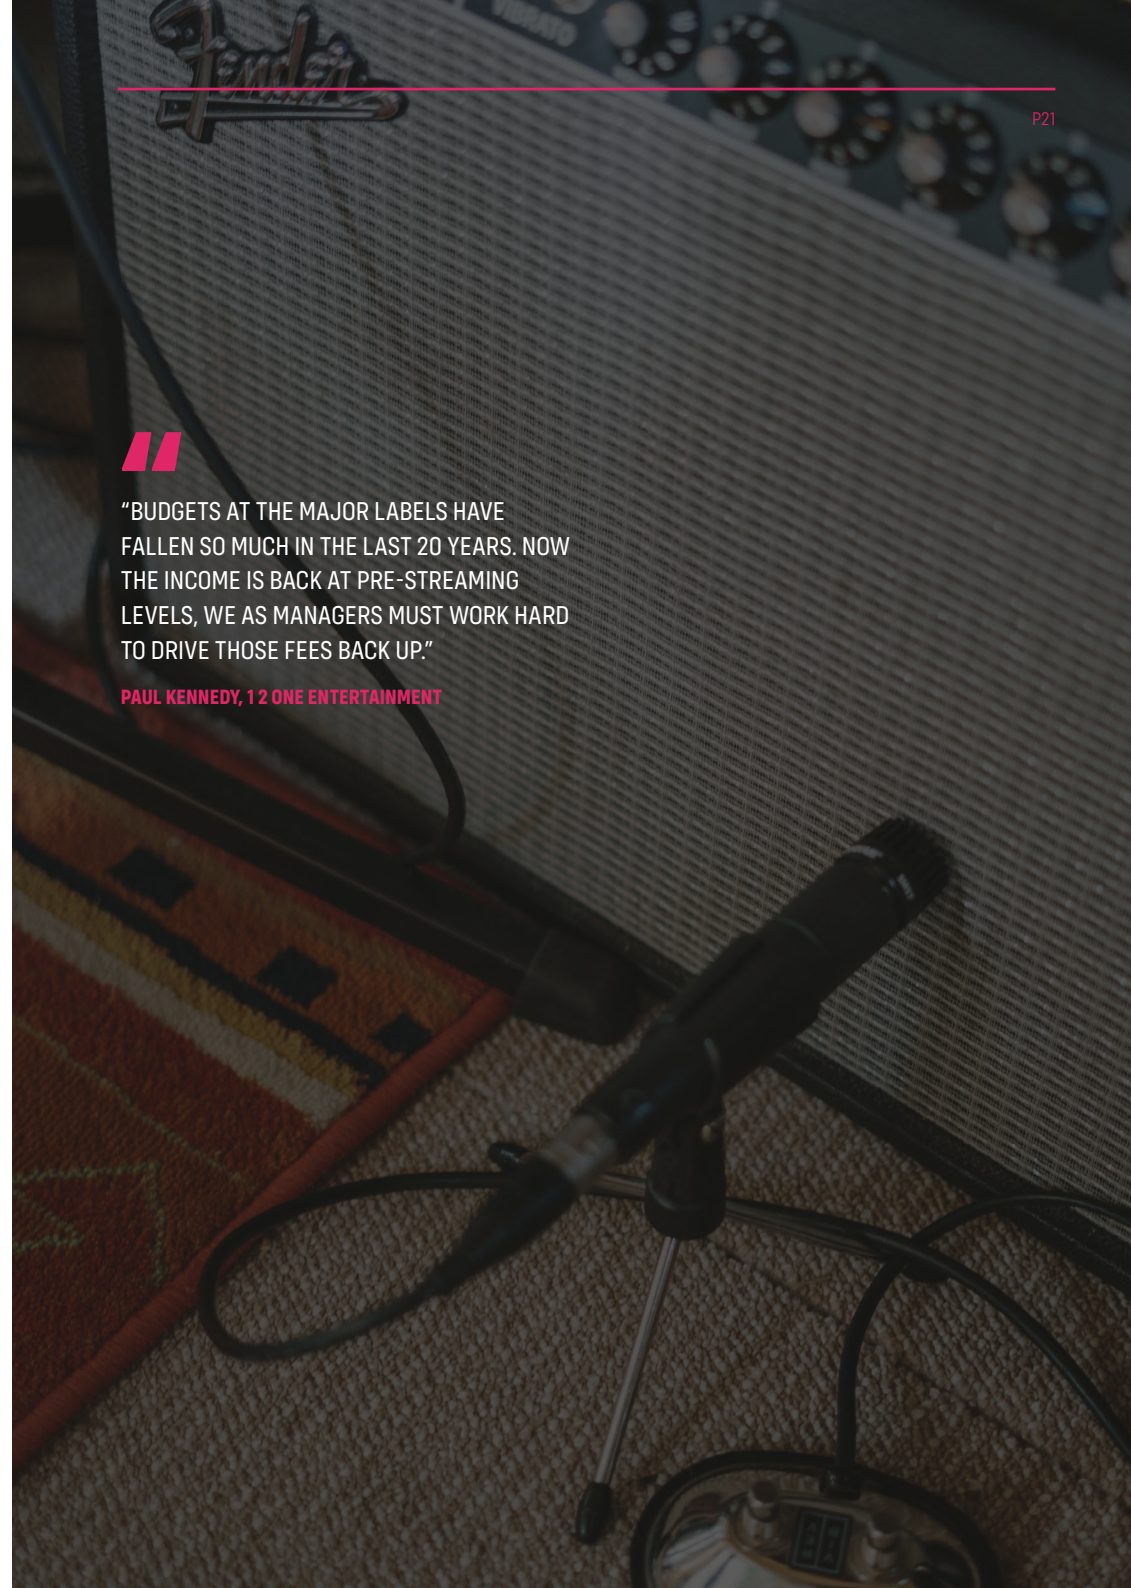 Fender
VIBRATO
P21
“BUDGETS AT THE MAJOR LABELS HAVE
FALLEN SO MUCH IN THE LAST 20 YEARS. NOW
THE INCOME IS BACK AT PRE-STREAMING
LEVELS, WE AS MANAGERS MUST WORK HARD
TO DRIVE THOSE FEES BACK UP.”
PAUL KENNEDY, 1 2 ONE ENTERTAINMENT